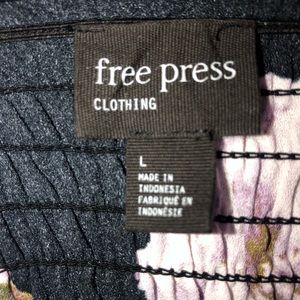 free press
CLOTHING
L
MADE IN
INDONESIA
FABRIQUÉ EN
INDONÉSIE